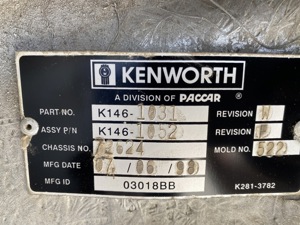 KENWORTH
A DIVISION OF PACCAR ®
PART NO. K146-1031 REVISION
ASSY P/N K146-1052 REVISION
CHASSIS NO.
MFG DATE 04/06/98 MOLD NO. 522
MFG ID 03018BB K281-3782